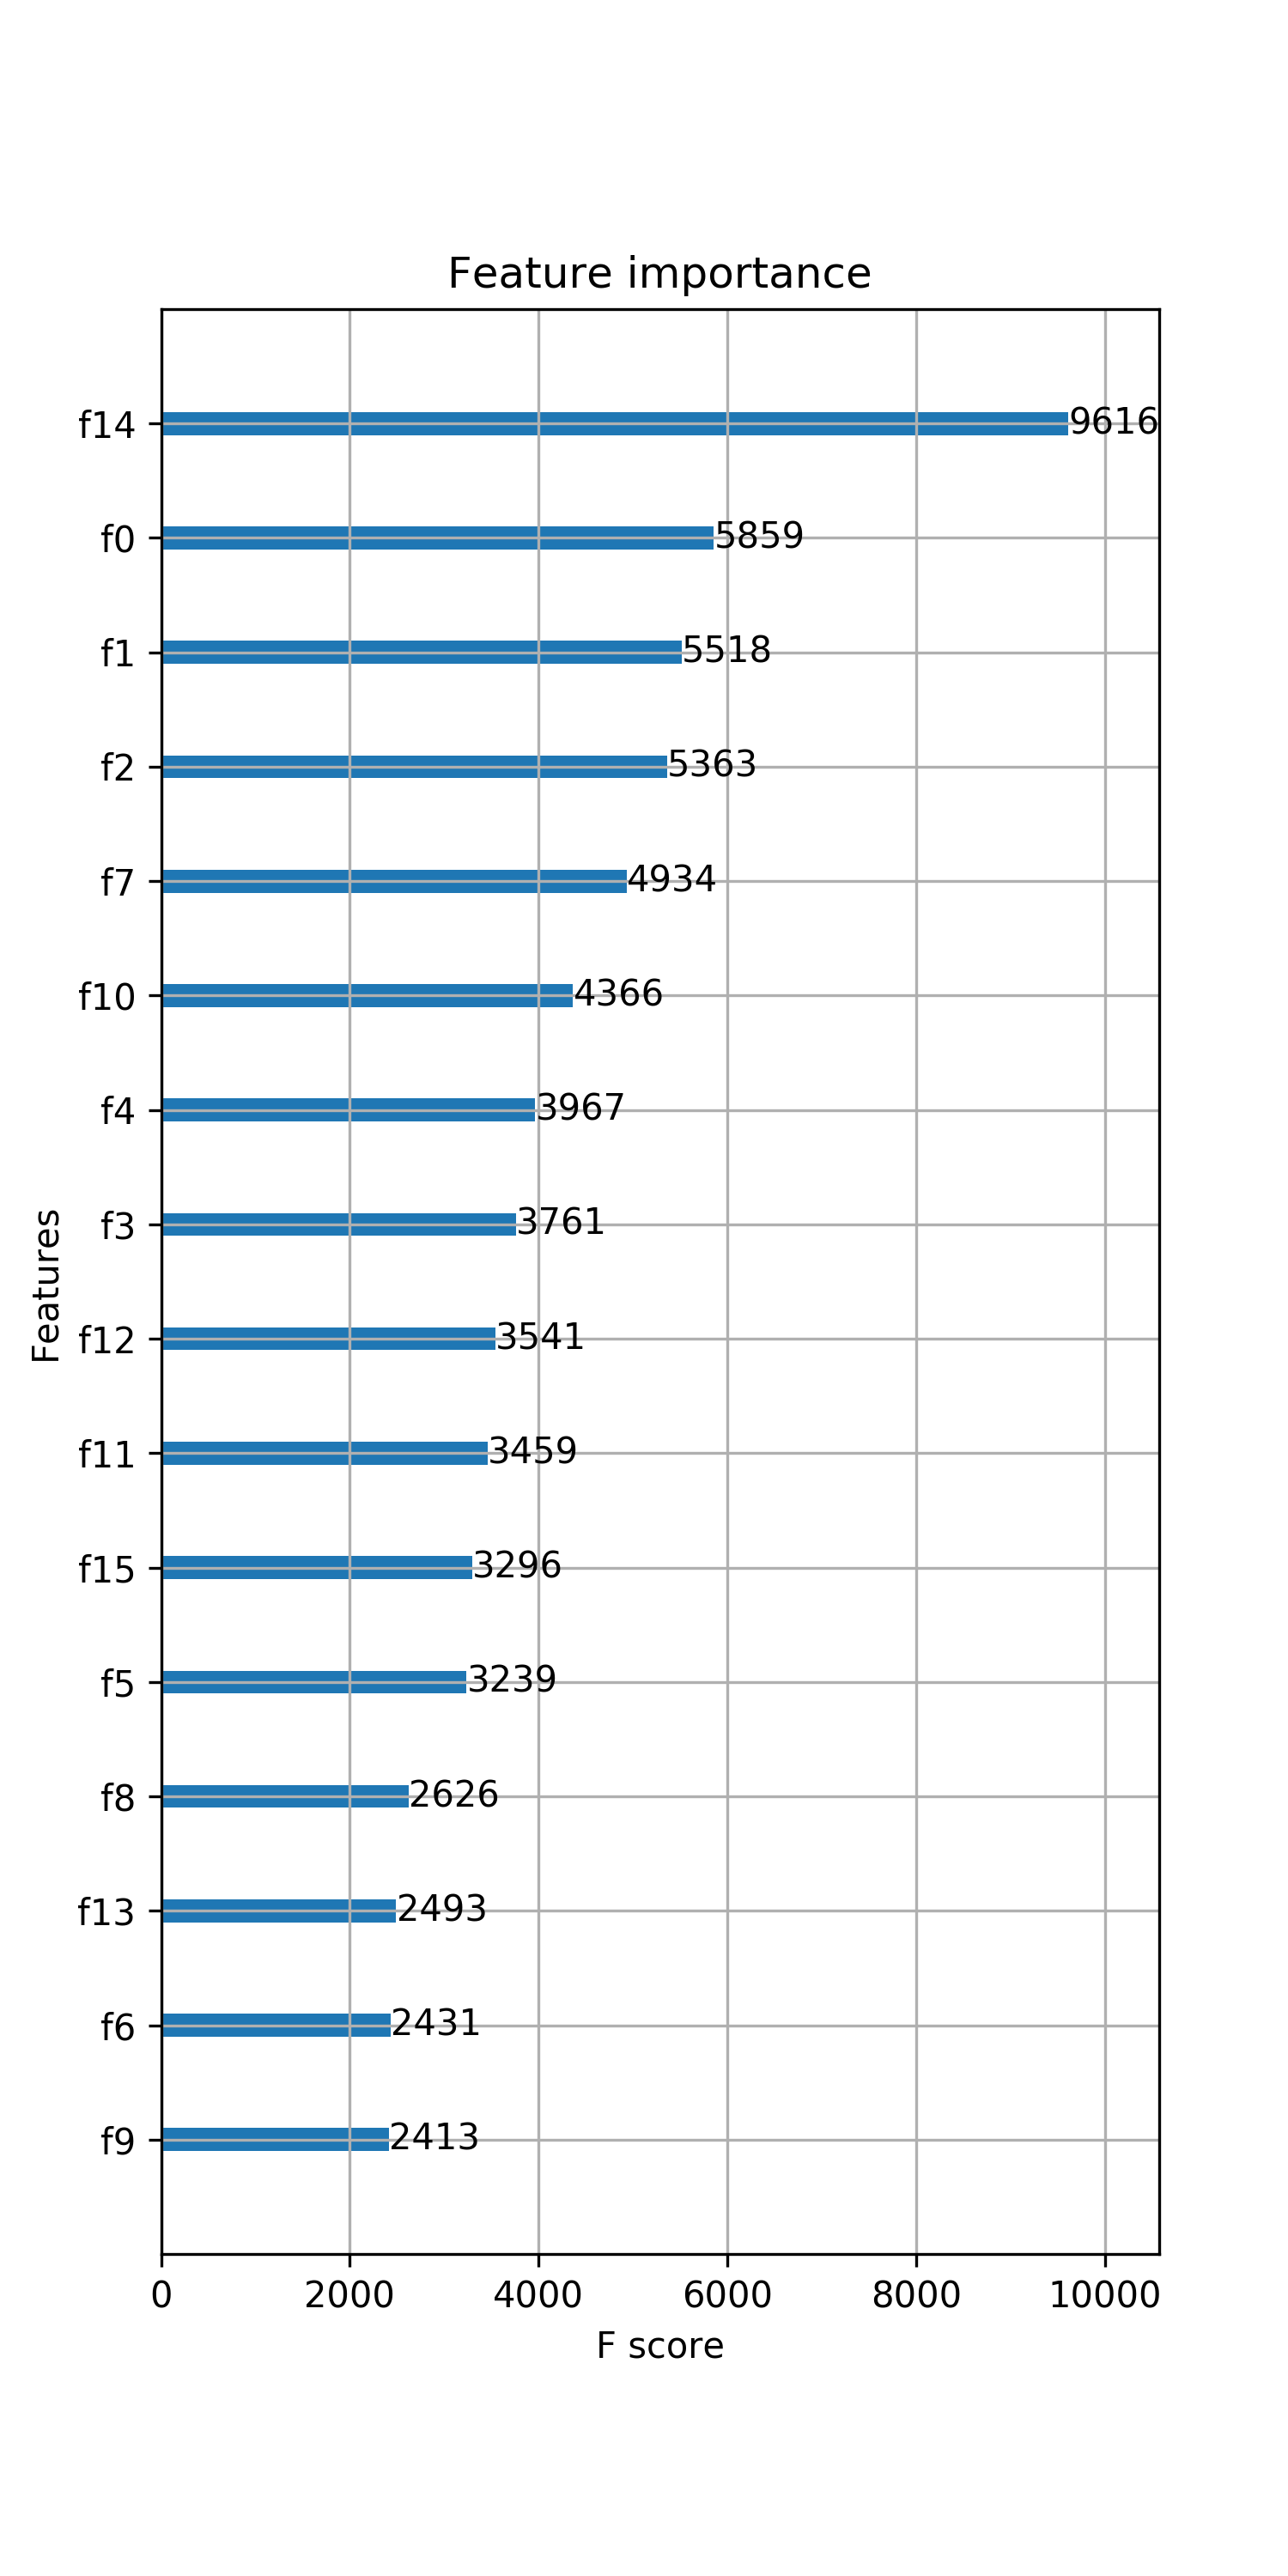 Feature importance
f14 9616
f0 5859
f1 5518
f2 5363
f7 4934
f10 4366
f4 3967
f3 3761
f12 3541
f11 3459
f15 3296
f5 3239
f8 2626
f13 2493
f6 2431
f9 2413
Features
0 2000 4000 6000 8000 10000
F score